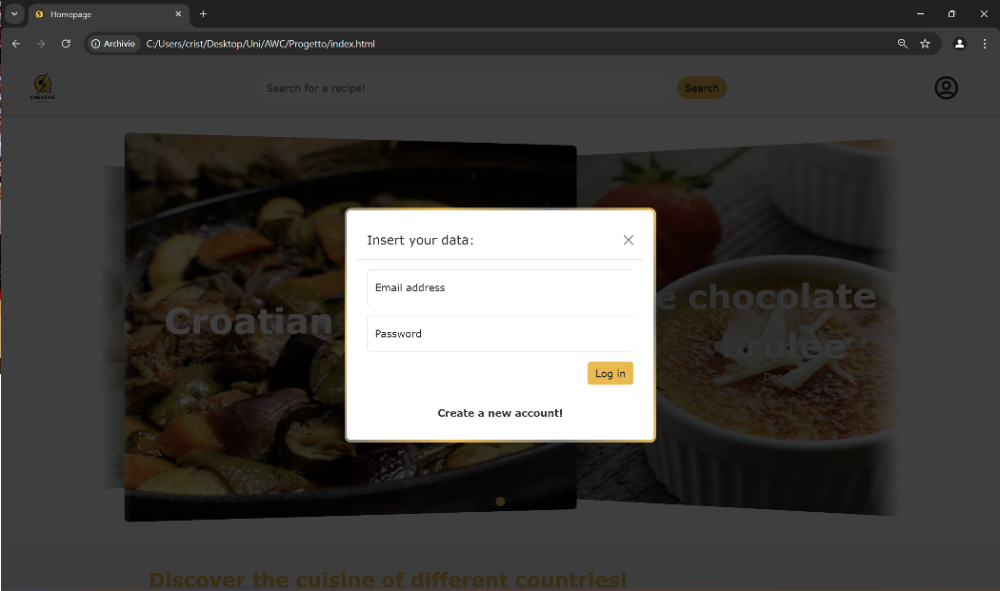 Homepage
Archivio
C:/Users/crist/Desktop/Uni/AWC/Progetto/index.html
CREATIVE
Search for a recipe!
Search
Insert your data:
Email address
Password
Log in
Create a new account!
Croatian
e chocolate
brulee
Dessert
Discover the cuisine of different countries!